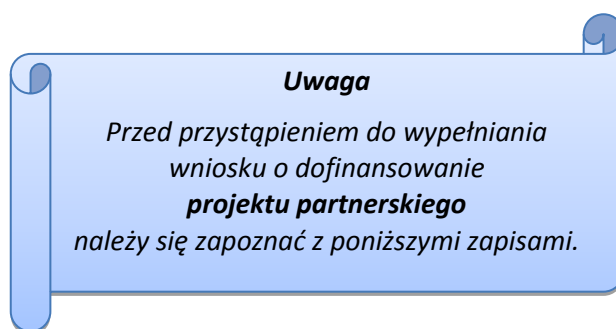 Uwaga
Przed przystąpieniem do wypełniania
wniosku o dofinansowanie
projektu partnerskiego
należy się zapoznać z poniższymi zapisami.